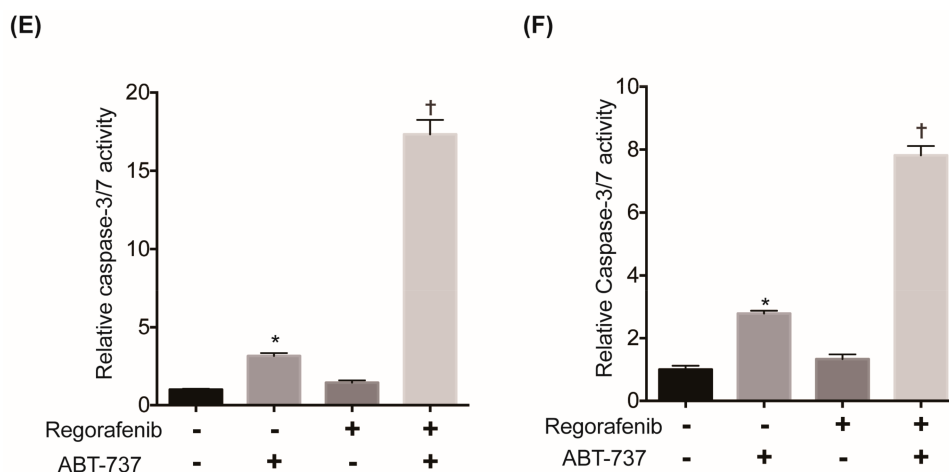 (E)
Relative caspase-3/7 activity
20
15
10
5
0
*
†
Regorafenib - - + +
ABT-737 - + - +
(F)
Relative Caspase-3/7 activity
10
8
6
4
2
0
*
†
Regorafenib - - + +
ABT-737 - + - +